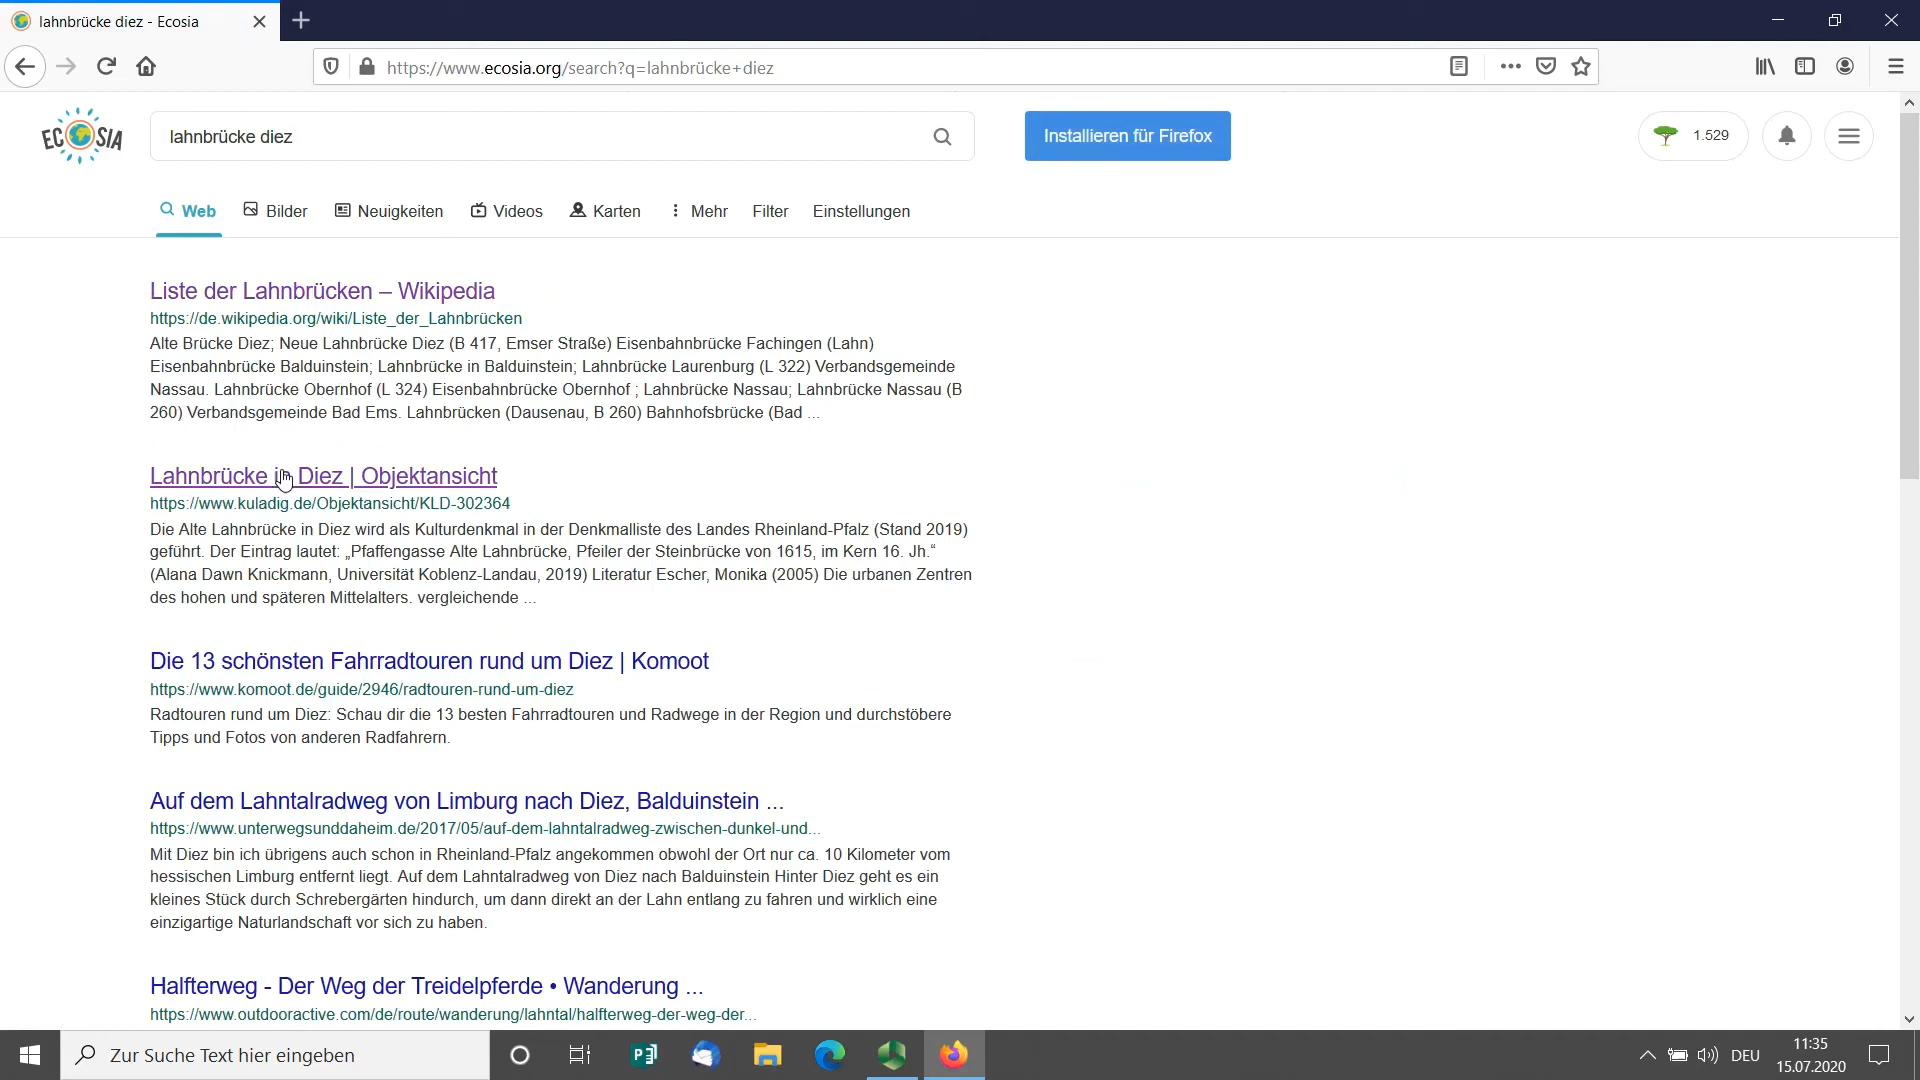 lahnbrücke diez - Ecosia
https://www.ecosia.org/search?q=lahnbrücke+diez
ECOSIA
lahnbrücke diez
Installieren für Firefox
1.529
Web
Bilder
Neuigkeiten
Videos
Karten
Mehr
Filter
Einstellungen
Liste der Lahnbrücken – Wikipedia
https://de.wikipedia.org/wiki/Liste_der_Lahnbrücken
Alte Brücke Diez; Neue Lahnbrücke Diez (B 417, Emser Straße) Eisenbahnbrücke Fachingen (Lahn)
Eisenbahnbrücke Balduinstein; Lahnbrücke in Balduinstein; Lahnbrücke Laurenburg (L 322) Verbandsgemeinde
Nassau. Lahnbrücke Obernhof (L 324) Eisenbahnbrücke Obernhof ; Lahnbrücke Nassau; Lahnbrücke Nassau (B
260) Verbandsgemeinde Bad Ems. Lahnbrücken (Dausenau, B 260) Bahnhofsbrücke (Bad ...
Lahnbrücke in Diez | Objektansicht
https://www.kuladig.de/Objektansicht/KLD-302364
Die Alte Lahnbrücke in Diez wird als Kulturdenkmal in der Denkmalliste des Landes Rheinland-Pfalz (Stand 2019)
geführt. Der Eintrag lautet: „Pfaffengasse Alte Lahnbrücke, Pfeiler der Steinbrücke von 1615, im Kern 16. Jh.“
(Alana Dawn Knickmann, Universität Koblenz-Landau, 2019) Literatur Escher, Monika (2005) Die urbanen Zentren
des hohen und späteren Mittelalters. vergleichende ...
Die 13 schönsten Fahrradtouren rund um Diez | Komoot
https://www.komoot.de/guide/2946/radtouren-rund-um-diez
Radtouren rund um Diez: Schau dir die 13 besten Fahrradtouren und Radwege in der Region und durchstöbere
Tipps und Fotos von anderen Radfahrern.
Auf dem Lahntalradweg von Limburg nach Diez, Balduinstein ...
https://www.unterwegsunddaheim.de/2017/05/auf-dem-lahntalradweg-zwischen-dunkel-und...
Mit Diez bin ich übrigens auch schon in Rheinland-Pfalz angekommen obwohl der Ort nur ca. 10 Kilometer vom
hessischen Limburg entfernt liegt. Auf dem Lahntalradweg von Diez nach Balduinstein Hinter Diez geht es ein
kleines Stück durch Schrebergärten hindurch, um dann direkt an der Lahn entlang zu fahren und wirklich eine
einzigartige Naturlandschaft vor sich zu haben.
Halfterweg - Der Weg der Treidelpferde • Wanderung ...
https://www.outdooractive.com/de/route/wanderung/lahntal/halfterweg-der-weg-der...
Zur Suche Text hier eingeben
P
DEU
11:35
15.07.2020